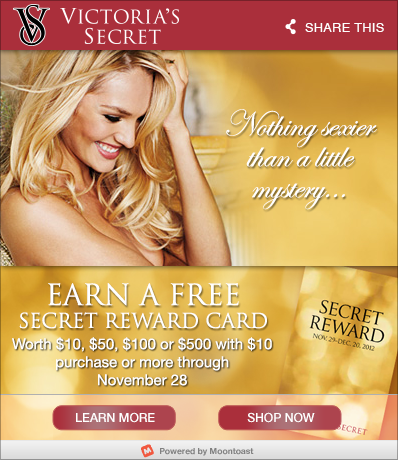 VS
VICTORIA'S
SECRET
SHARE THIS
Nothing sexier
than a little
mystery...
EARN A FREE
SECRET REWARD CARD
Worth $10, $50, $100 or $500 with $10
purchase or more through
November 28
SECRET
REWARD
NOV. 29-DEC. 20, 2012
SECRET
LEARN MORE
SHOP NOW
Powered by Moontoast